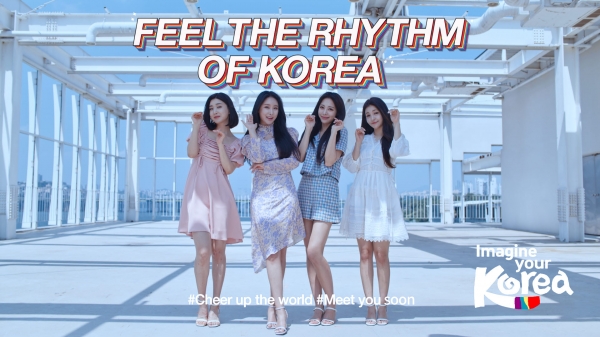 FEEL THE RHYTHM
OF KOREA
Imagine
your
Korea
#Cheer up the world #Meet you soon